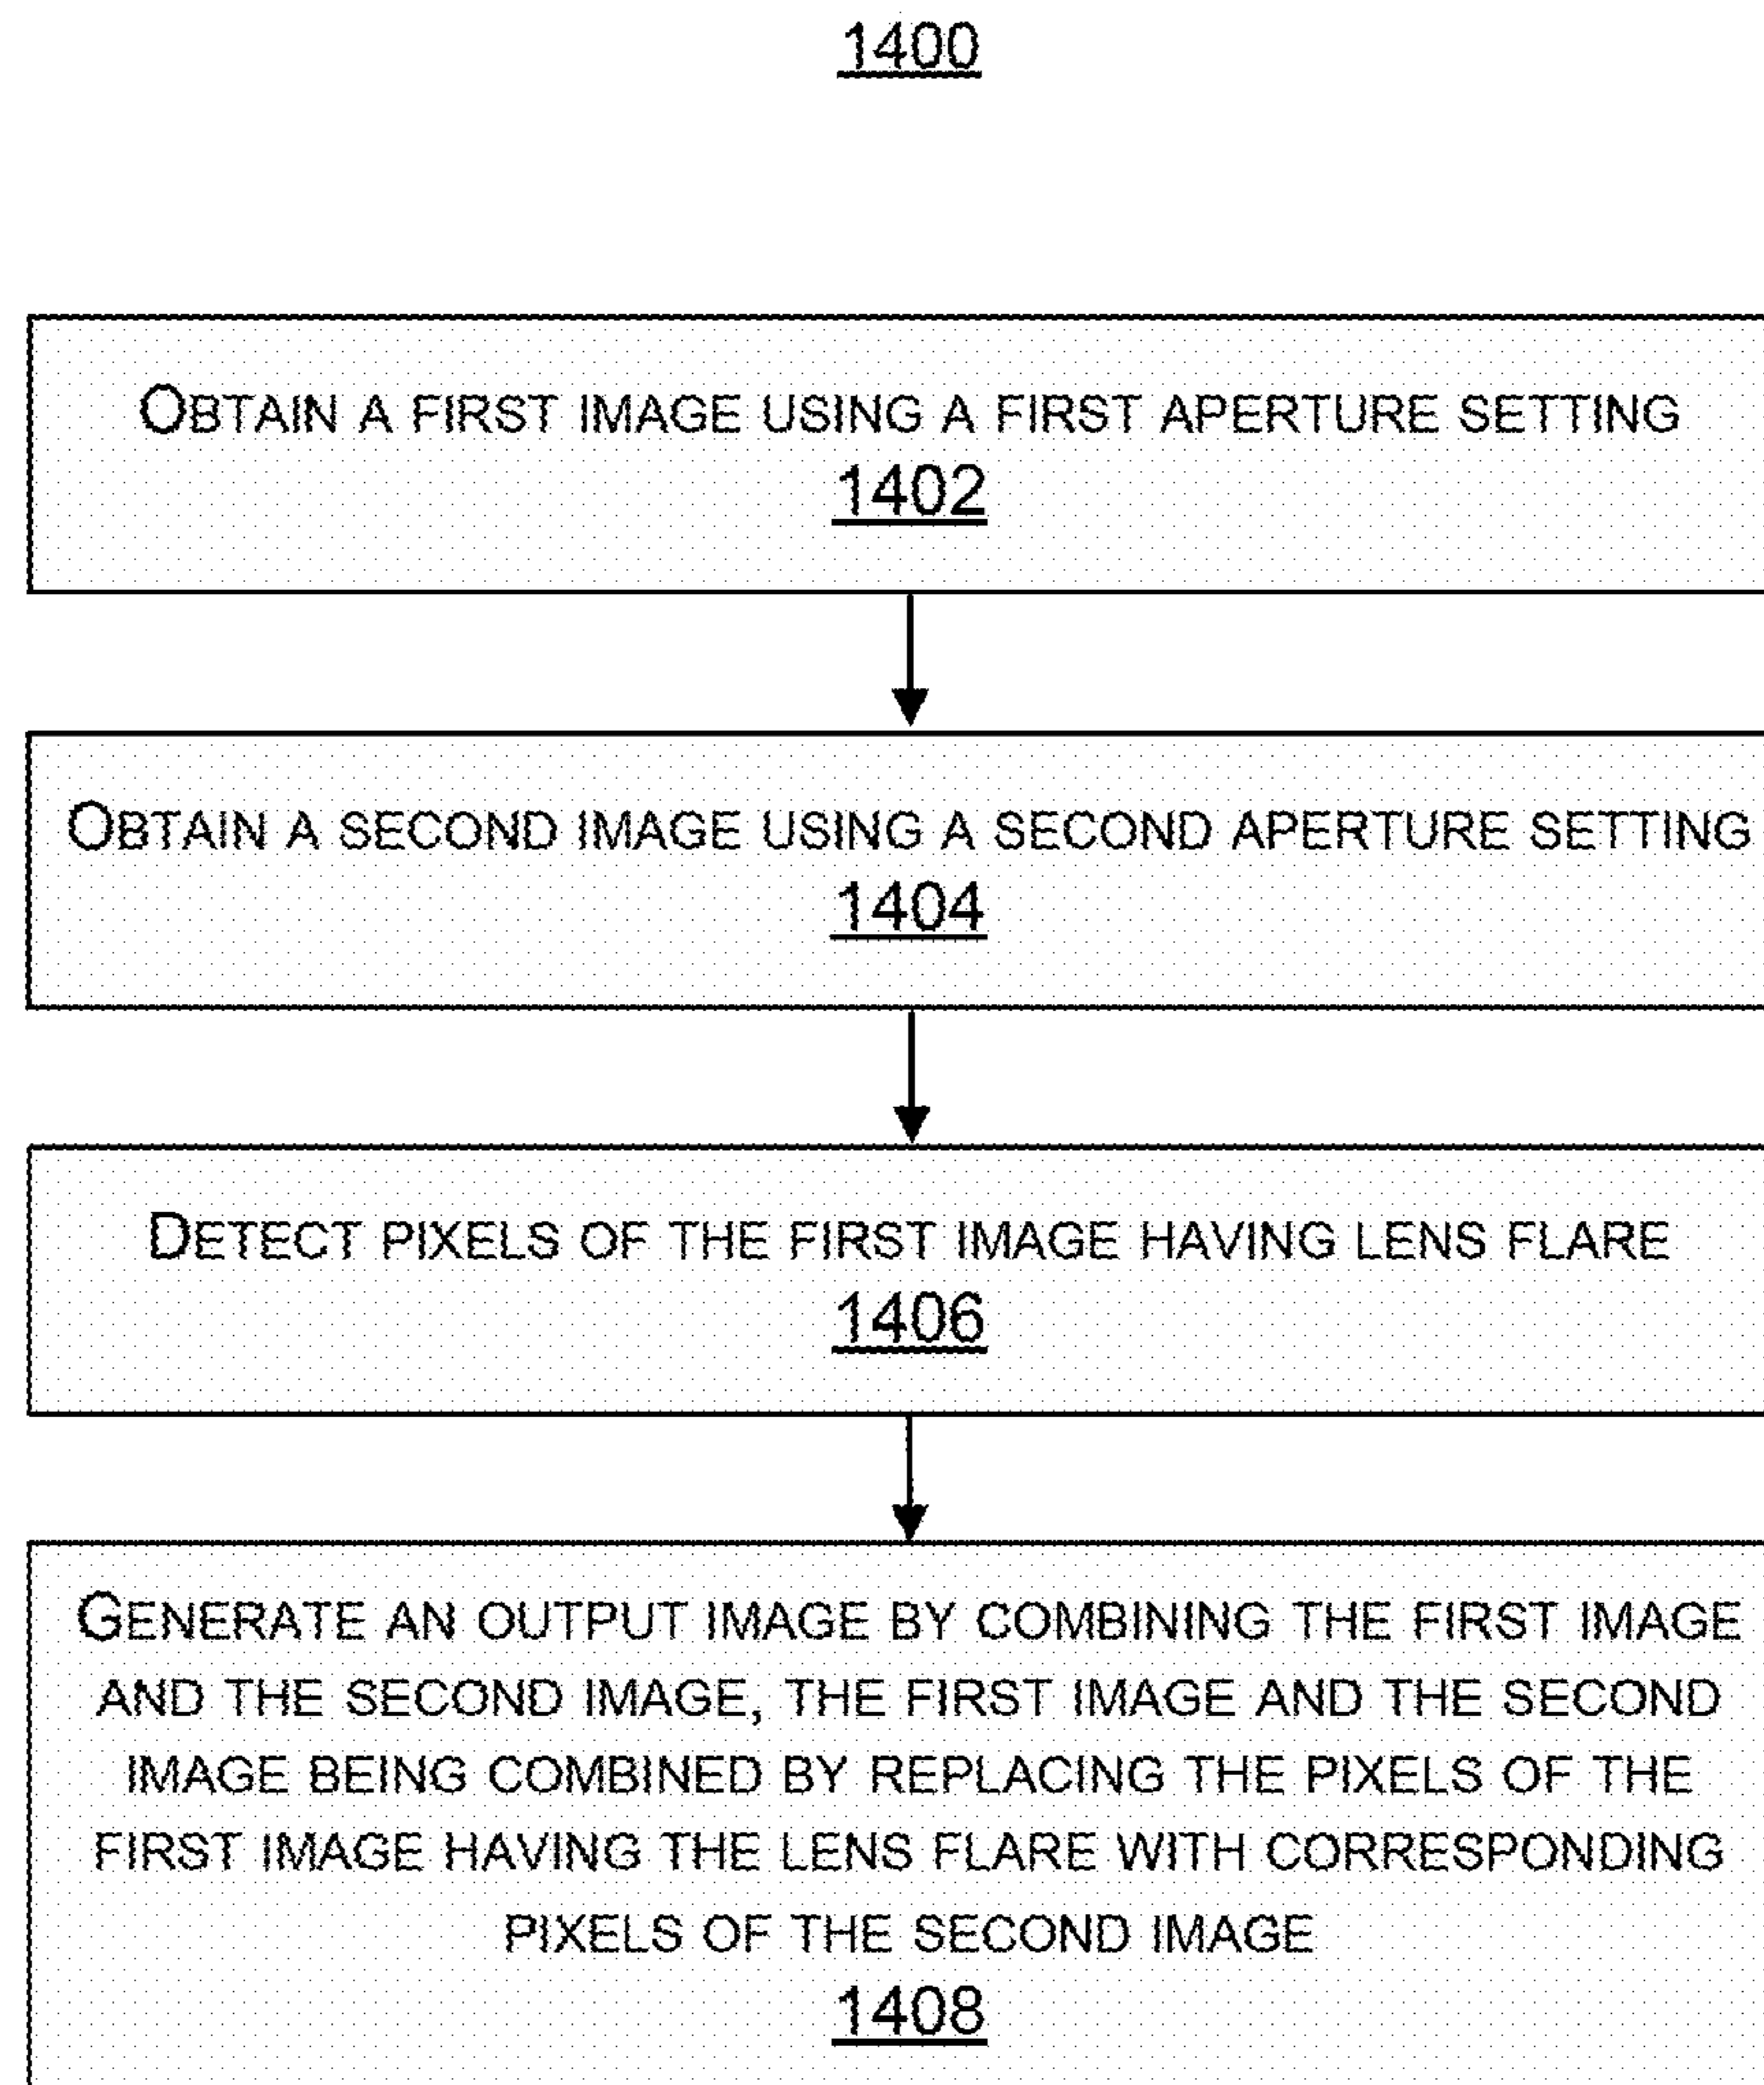 1400
OBTAIN A FIRST IMAGE USING A FIRST APERTURE SETTING
1402
OBTAIN A SECOND IMAGE USING A SECOND APERTURE SETTING
1404
DETECT PIXELS OF THE FIRST IMAGE HAVING LENS FLARE
1406
GENERATE AN OUTPUT IMAGE BY COMBINING THE FIRST IMAGE
AND THE SECOND IMAGE, THE FIRST IMAGE AND THE SECOND
IMAGE BEING COMBINED BY REPLACING THE PIXELS OF THE
FIRST IMAGE HAVING THE LENS FLARE WITH CORRESPONDING
PIXELS OF THE SECOND IMAGE
1408